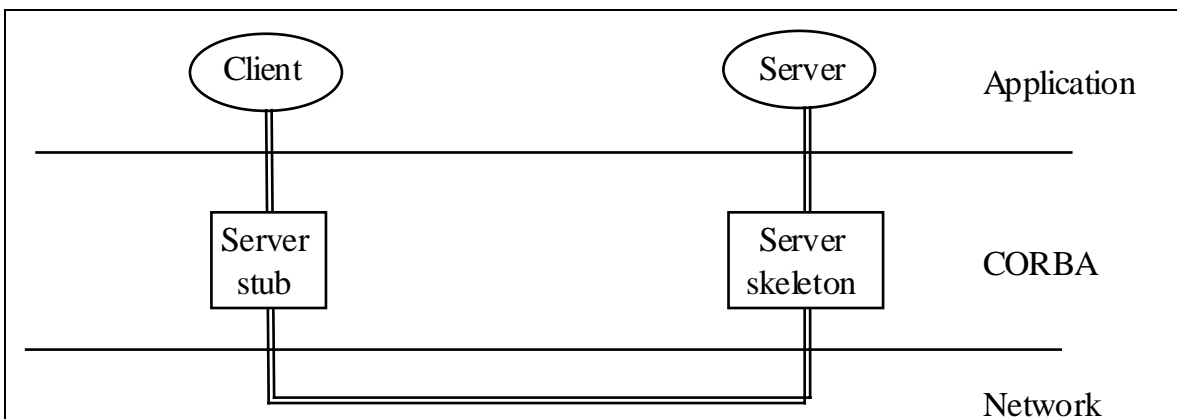 Client
Server
Application
Server
stub
Server
skeleton
CORBA
Network